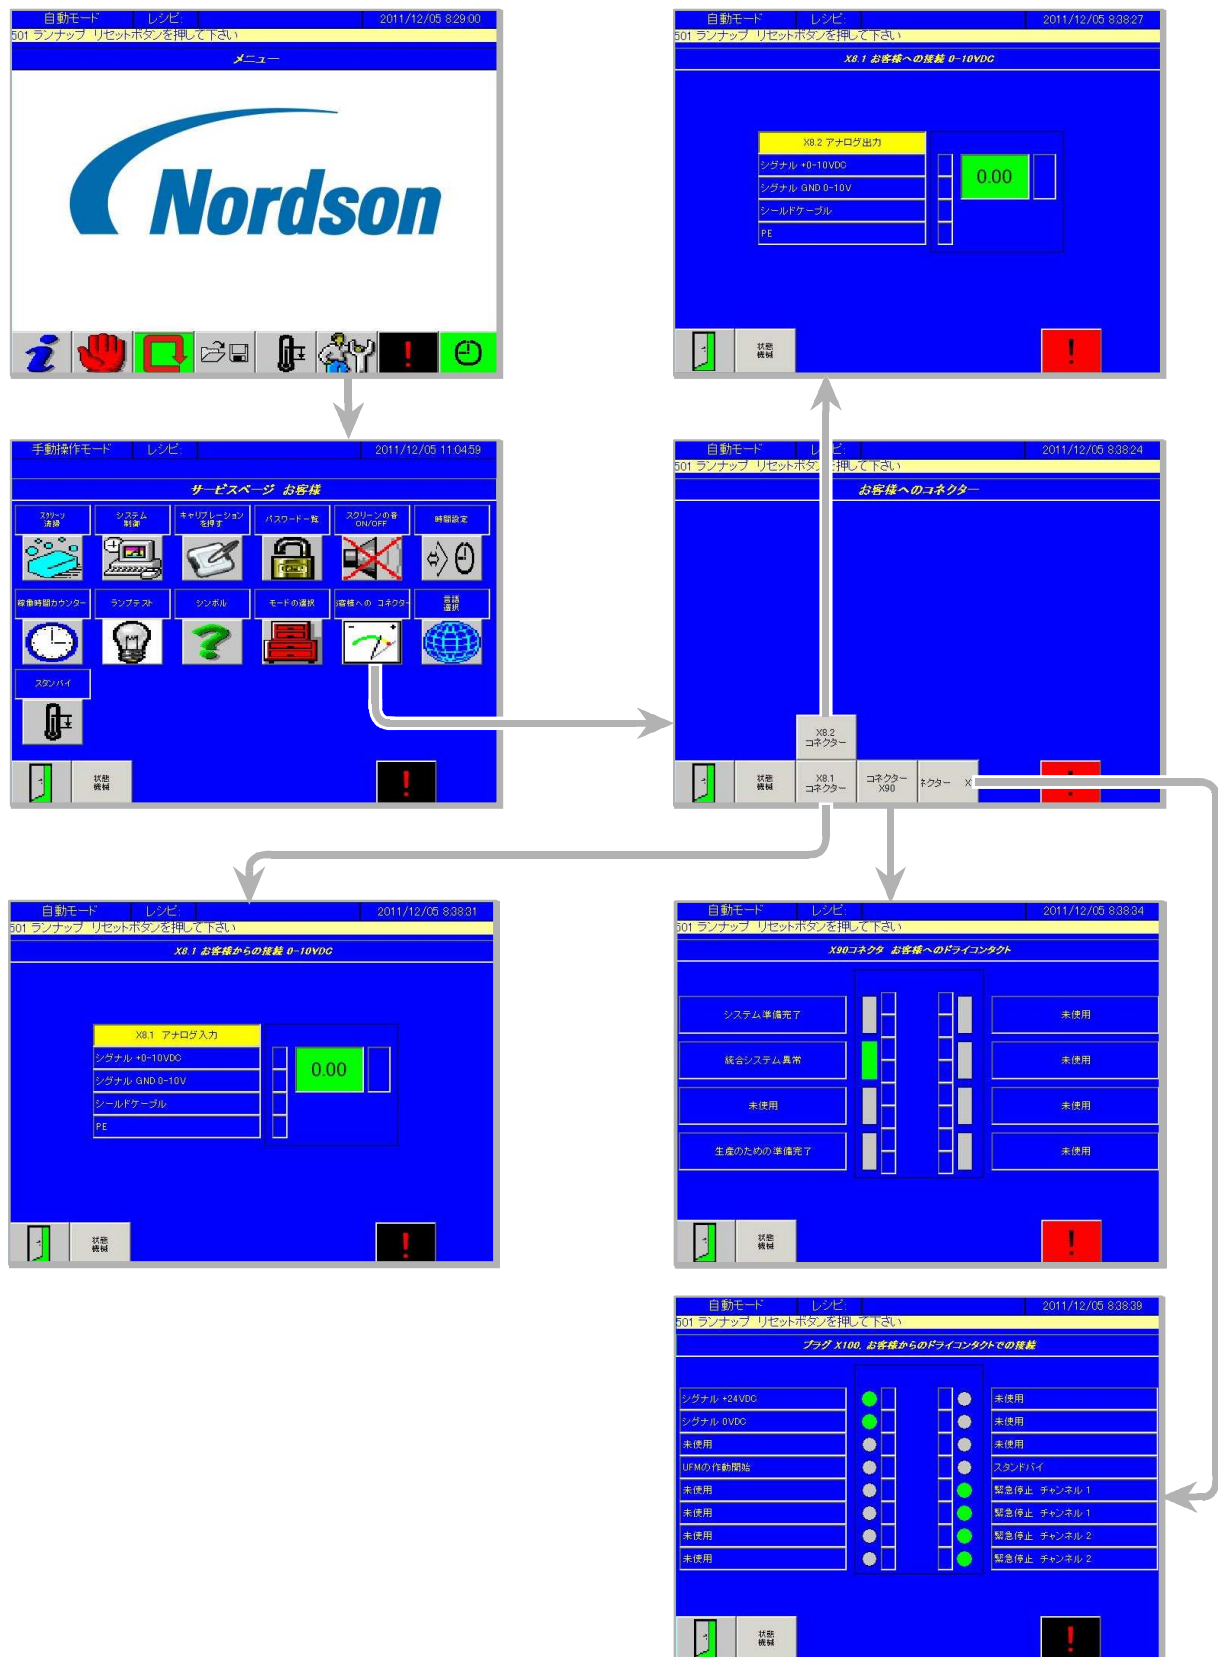 自動モード レシピ: 2011/12/05 8:29:00
501 ランナップ リセットボタンを押して下さい
メニュー
Nordson
自動モード レシピ: 2011/12/05 8:38:27
501 ランナップ リセットボタンを押して下さい
X8.1 お客様への接続 0-10VDC
X8.2 アナログ出力
シグナル +0-10VDC
シグナル GND 0-10V
シールドケーブル
PE
0.00
状態
機械
!
手動操作モード レシピ: 2011/12/05 11:04:59
サービスページ お客様
スクリーン
清掃
システム
制御
キャリブレーション
を押す
パスワード一覧
スクリーンの音
ON/OFF
時間設定
稼働時間カウンター
ランプテスト
シンボル
モードの選択
お客様への コネクター
言語
選択
スタンバイ
状態
機械
!
自動モード レシピ: 2011/12/05 8:38:24
501 ランナップ リセットボタンを押して下さい
お客様へのコネクター
X8.2
コネクター
状態
機械
X8.1
コネクター
コネクター
X90
ネクター X
!
自動モード レシピ: 2011/12/05 8:38:31
501 ランナップ リセットボタンを押して下さい
X8.1 お客様からの接続 0-10VDC
X8.1 アナログ入力
シグナル +0-10VDC
シグナル GND 0-10V
シールドケーブル
PE
0.00
状態
機械
!
自動モード レシピ: 2011/12/05 8:38:34
501 ランナップ リセットボタンを押して下さい
X90コネクタ お客様へのドライコンタクト
システム準備完了 未使用
統合システム異常 未使用
未使用 未使用
生産のための準備完了 未使用
状態
機械
!
自動モード レシピ: 2011/12/05 8:38:39
501 ランナップ リセットボタンを押して下さい
プラグ X100, お客様からのドライコンタクトでの接続
シグナル +24VDC 未使用
シグナル 0VDC 未使用
未使用 未使用
UFMの作動開始 スタンドバイ
未使用 緊急停止 チャンネル 1
未使用 緊急停止 チャンネル 1
未使用 緊急停止 チャンネル 2
未使用 緊急停止 チャンネル 2
状態
機械
!